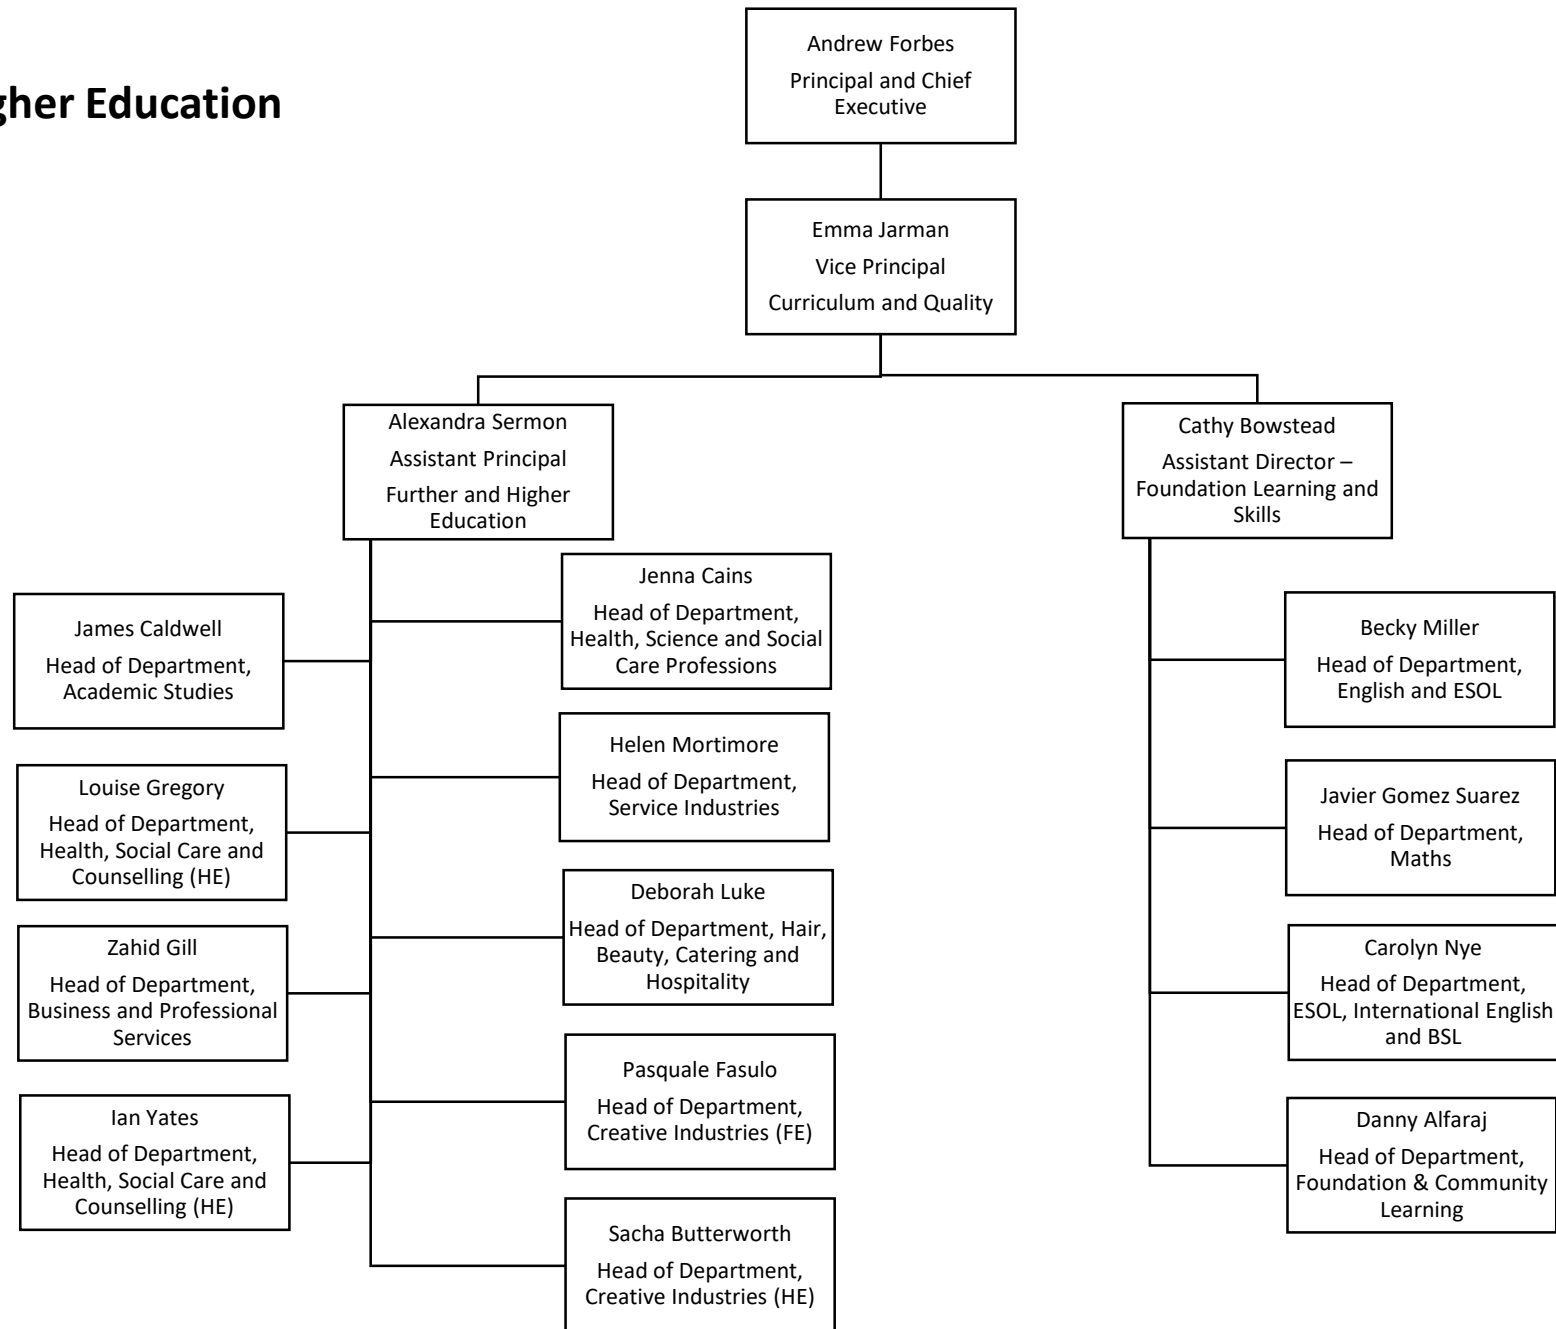 gher Education
Andrew Forbes
Principal and Chief
Executive
Emma Jarman
Vice Principal
Curriculum and Quality
Alexandra Sermon
Assistant Principal
Further and Higher
Education
Cathy Bowstead
Assistant Director –
Foundation Learning and
Skills
James Caldwell
Head of Department,
Academic Studies
Louise Gregory
Head of Department,
Health, Social Care and
Counselling (HE)
Zahid Gill
Head of Department,
Business and Professional
Services
Ian Yates
Head of Department,
Health, Social Care and
Counselling (HE)
Jenna Cains
Head of Department,
Health, Science and Social
Care Professions
Helen Mortimore
Head of Department,
Service Industries
Deborah Luke
Head of Department, Hair,
Beauty, Catering and
Hospitality
Pasquale Fasulo
Head of Department,
Creative Industries (FE)
Sacha Butterworth
Head of Department,
Creative Industries (HE)
Becky Miller
Head of Department,
English and ESOL
Javier Gomez Suarez
Head of Department,
Maths
Carolyn Nye
Head of Department,
ESOL, International English
and BSL
Danny Alfaraj
Head of Department,
Foundation & Community
Learning